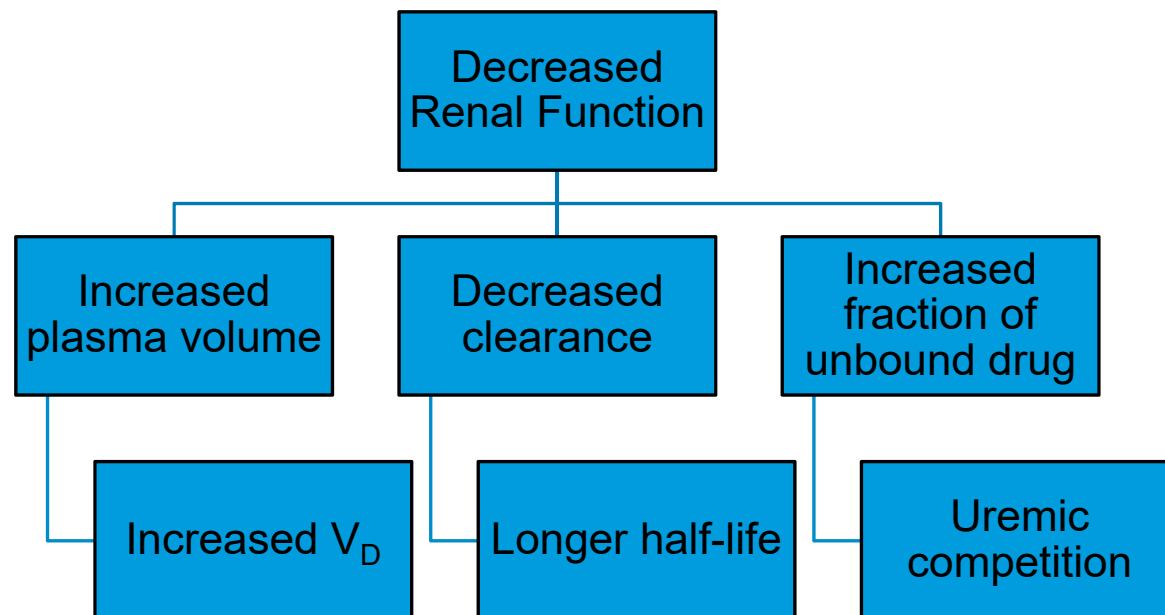 Decreased
Renal Function
Increased
plasma volume
Decreased
clearance
Increased
fraction of
unbound drug
Increased V_D
Longer half-life
Uremic
competition